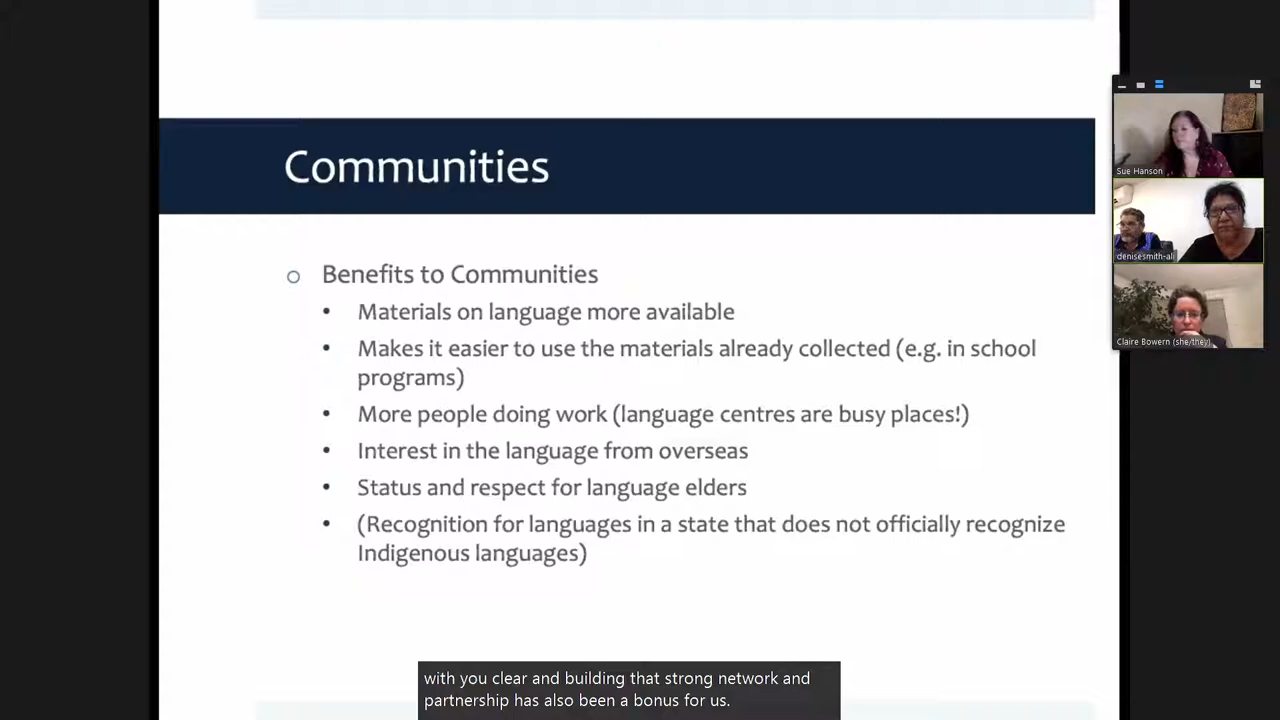 Communities
Benefits to Communities
• Materials on language more available
• Makes it easier to use the materials already collected (e.g. in school
programs)
• More people doing work (language centres are busy places!)
• Interest in the language from overseas
• Status and respect for language elders
• (Recognition for languages in a state that does not officially recognize
Indigenous languages)
Sue Hanson
denisesmith-ali
Claire Bowern (she/they)
with you clear and building that strong network and
partnership has also been a bonus for us.